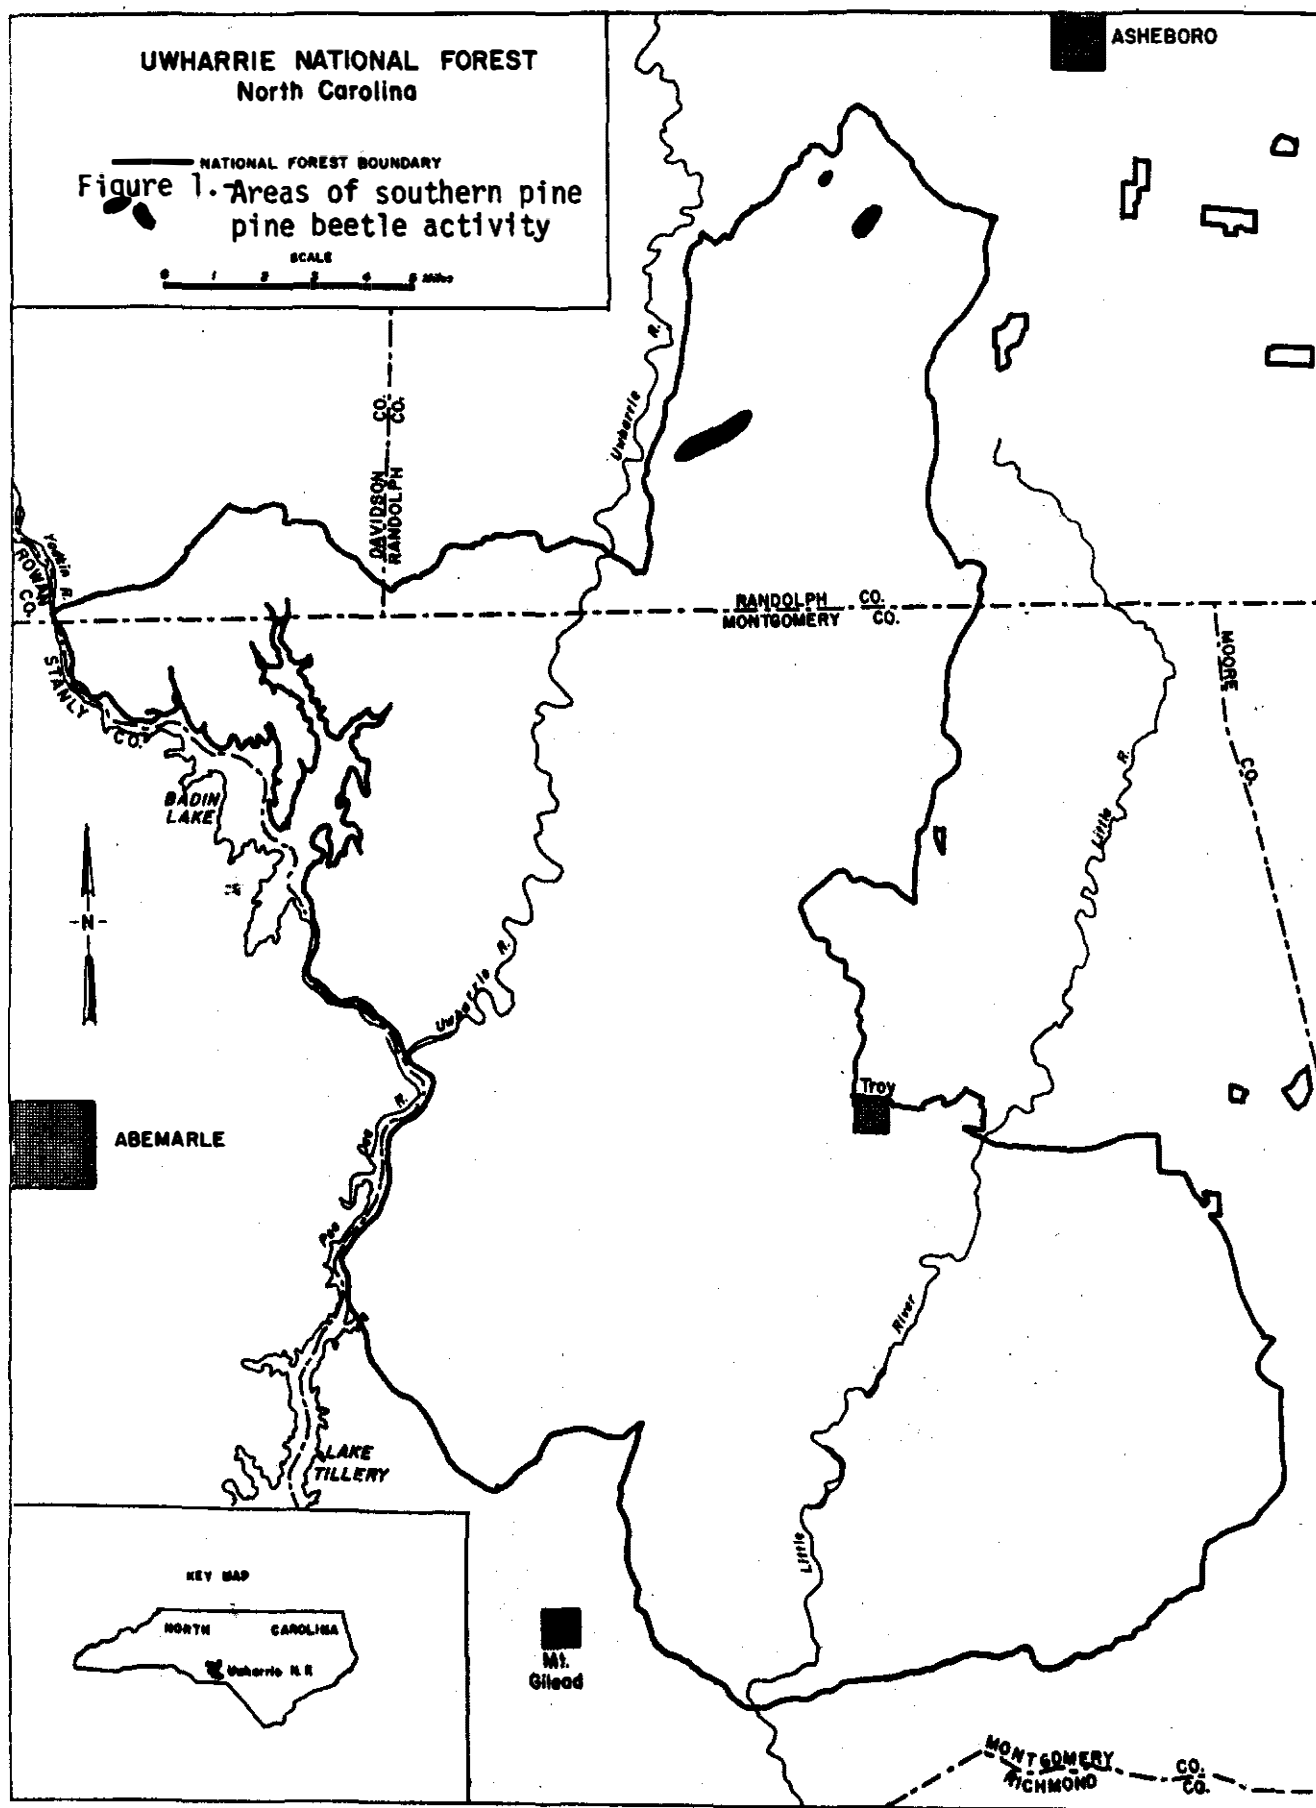 UWHARRIE NATIONAL FOREST
North Carolina
NATIONAL FOREST BOUNDARY
Figure 1.-Areas of southern pine
pine beetle activity
SCALE
0 1 2 3 4 5 Miles
ASHEBORO
Uwharrie R.
DAVIDSON CO.
RANDOLPH CO.
Yadkin R.
ROWAN CO.
STANLY CO.
RANDOLPH CO.
MONTGOMERY CO.
MOORE CO.
BADIN
LAKE
Little R.
-N-
Uwharrie R.
Troy
ABEMARLE
Pee Dee R.
Little River
LAKE
TILLERY
KEY MAP
NORTH CAROLINA
Uwharrie N.F.
Mt.
Gilead
MONTGOMERY CO.
RICHMOND CO.